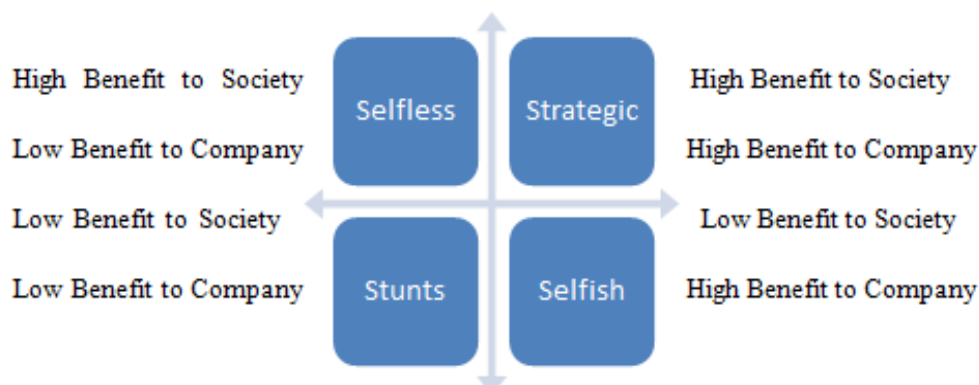 High Benefit to Society
Low Benefit to Company
Low Benefit to Society
Low Benefit to Company
Selfless
Strategic
Stunts
Selfish
High Benefit to Society
High Benefit to Company
Low Benefit to Society
High Benefit to Company